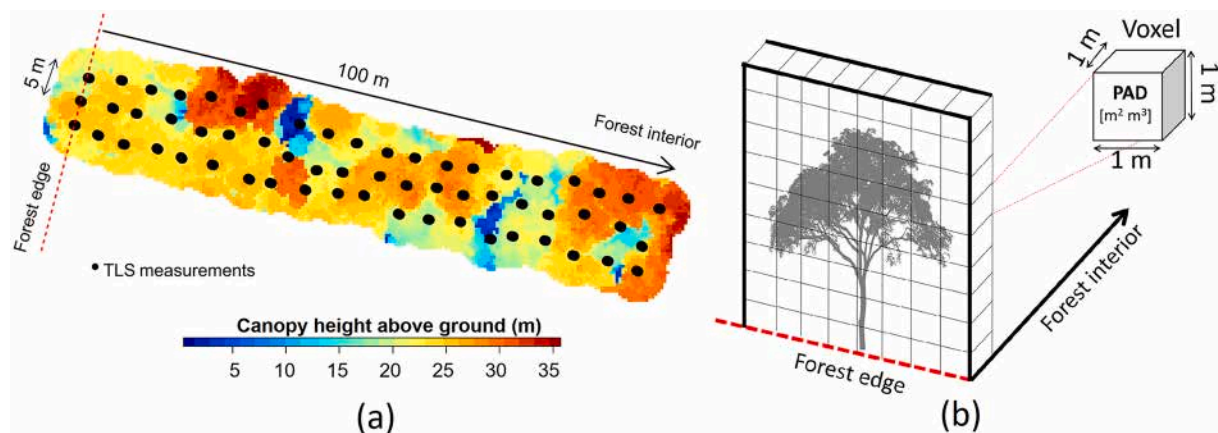 5 m
100 m
Forest interior
Forest edge
TLS measurements
Canopy height above ground (m)
5 10 15 20 25 30 35
(a)
Voxel
1 m
1 m
PAD
[m² m³]
1 m
Forest interior
Forest edge
(b)